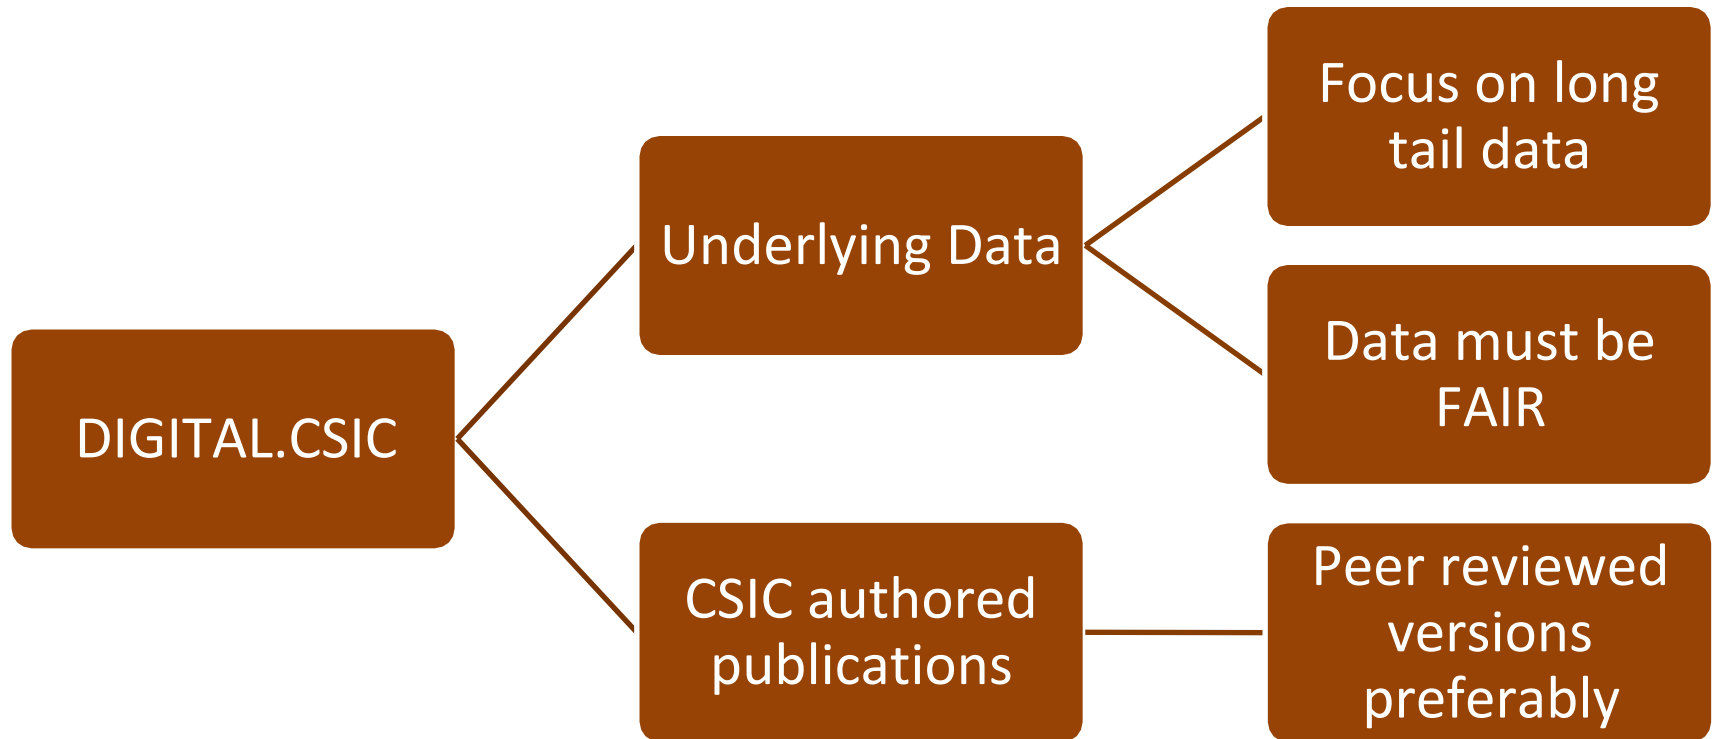 DIGITAL.CSIC
Underlying Data
Focus on long
tail data
Data must be
FAIR
CSIC authored
publications
Peer reviewed
versions
preferably